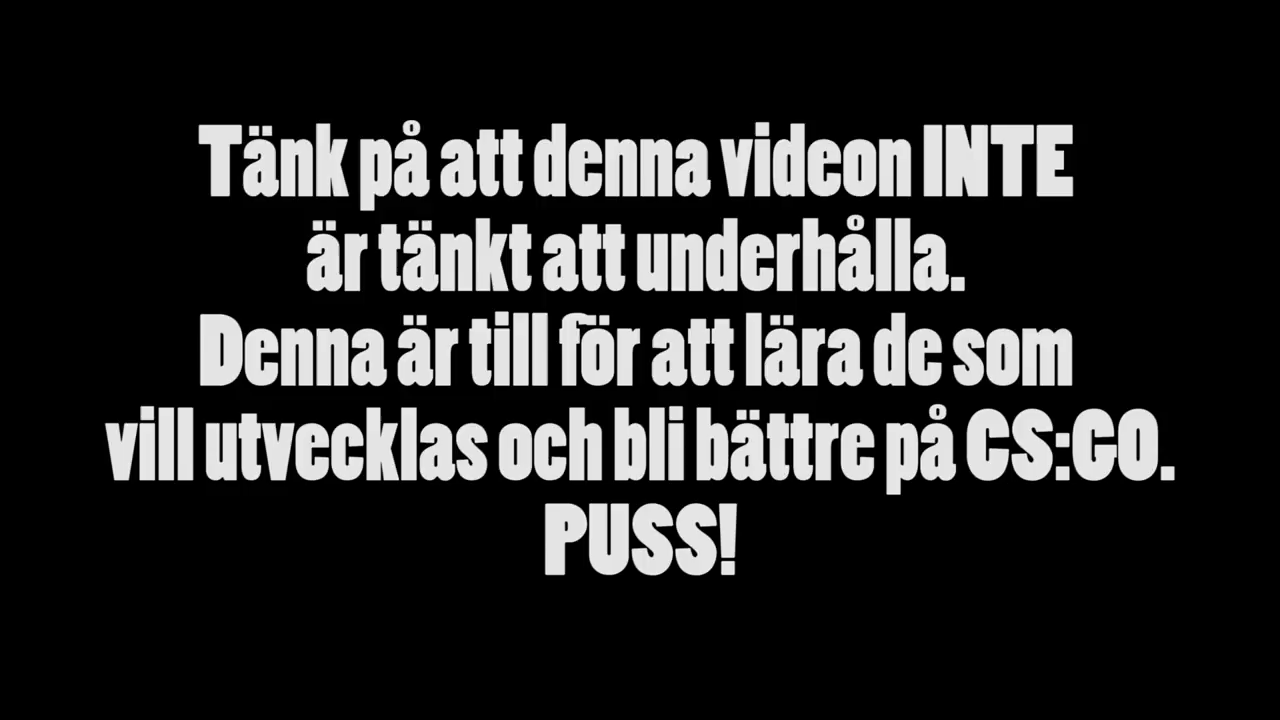 Tänk på att denna videon INTE
är tänkt att underhålla.
Denna är till för att lära de som
vill utvecklas och bli bättre på CS:GO.
PUSS!